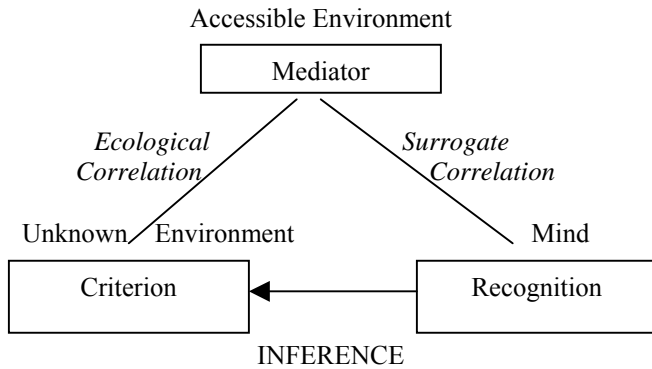 Accessible Environment
Mediator
Ecological
Correlation
Surrogate
Correlation
Unknown Environment
Mind
Criterion
Recognition
INFERENCE